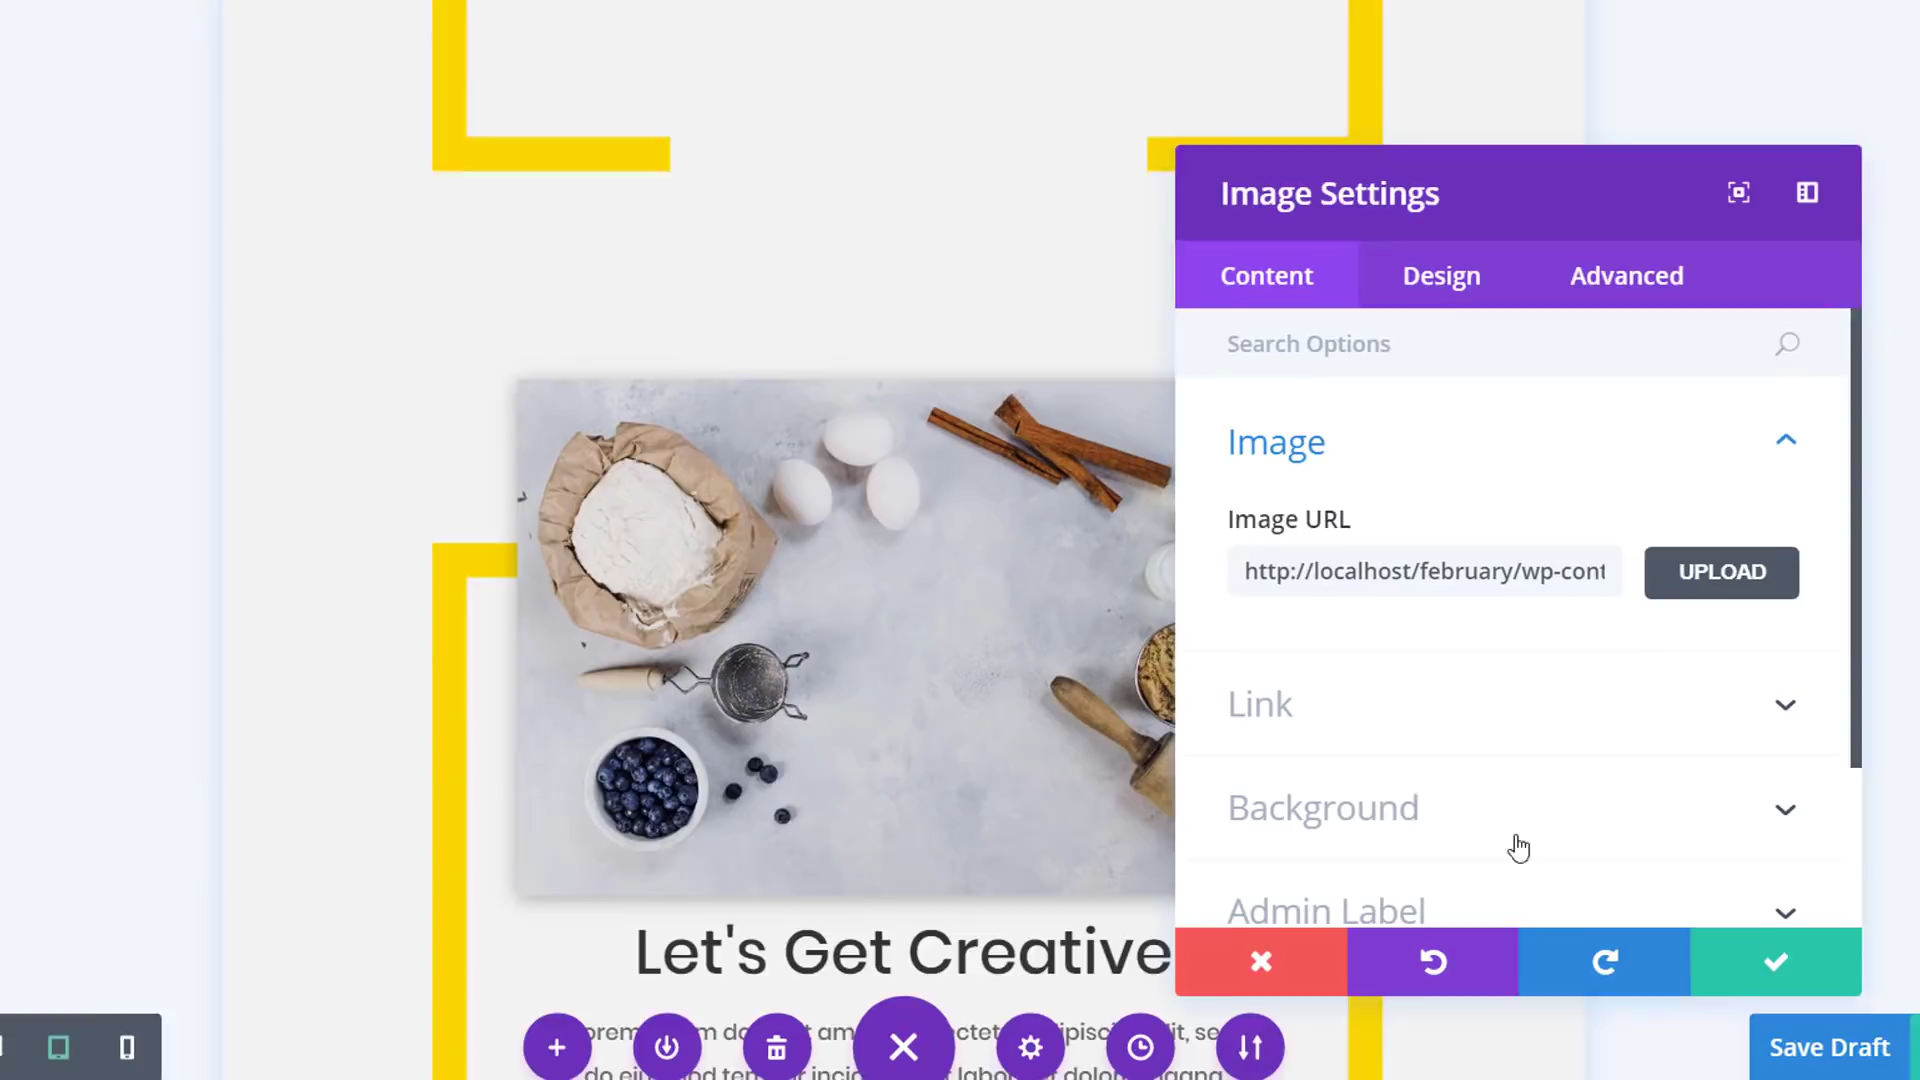 Image Settings
Content
Design
Advanced
Search Options
Image
Image URL
http://localhost/february/wp-cont
UPLOAD
Link
Background
Admin Label
Let's Get Creative
Save Draft